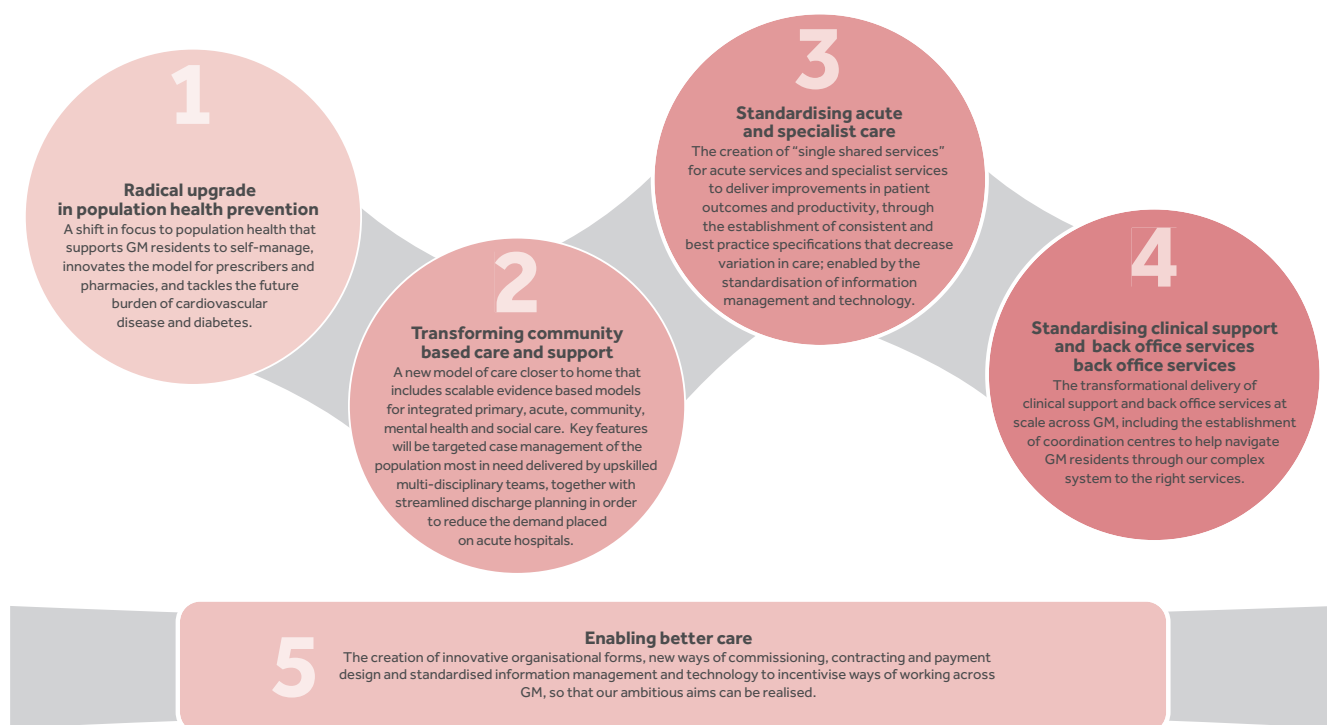 1
Radical upgrade
in population health prevention
A shift in focus to population health that
supports GM residents to self-manage,
innovates the model for prescribers and
pharmacies, and tackles the future
burden of cardiovascular
disease and diabetes.
2
Transforming community
based care and support
A new model of care closer to home that
includes scalable evidence based models
for integrated primary, acute, community,
mental health and social care. Key features
will be targeted case management of the
population most in need delivered by upskilled
multi-disciplinary teams, together with
streamlined discharge planning in order
to reduce the demand placed
on acute hospitals.
3
Standardising acute
and specialist care
The creation of “single shared services”
for acute services and specialist services
to deliver improvements in patient
outcomes and productivity, through
the establishment of consistent and
best practice specifications that decrease
variation in care; enabled by the
standardisation of information
management and technology.
4
Standardising clinical support
and back office services
back office services
The transformational delivery of
clinical support and back office services at
scale across GM, including the establishment
of coordination centres to help navigate
GM residents through our complex
system to the right services.
5
Enabling better care
The creation of innovative organisational forms, new ways of commissioning, contracting and payment
design and standardised information management and technology to incentivise ways of working across
GM, so that our ambitious aims can be realised.